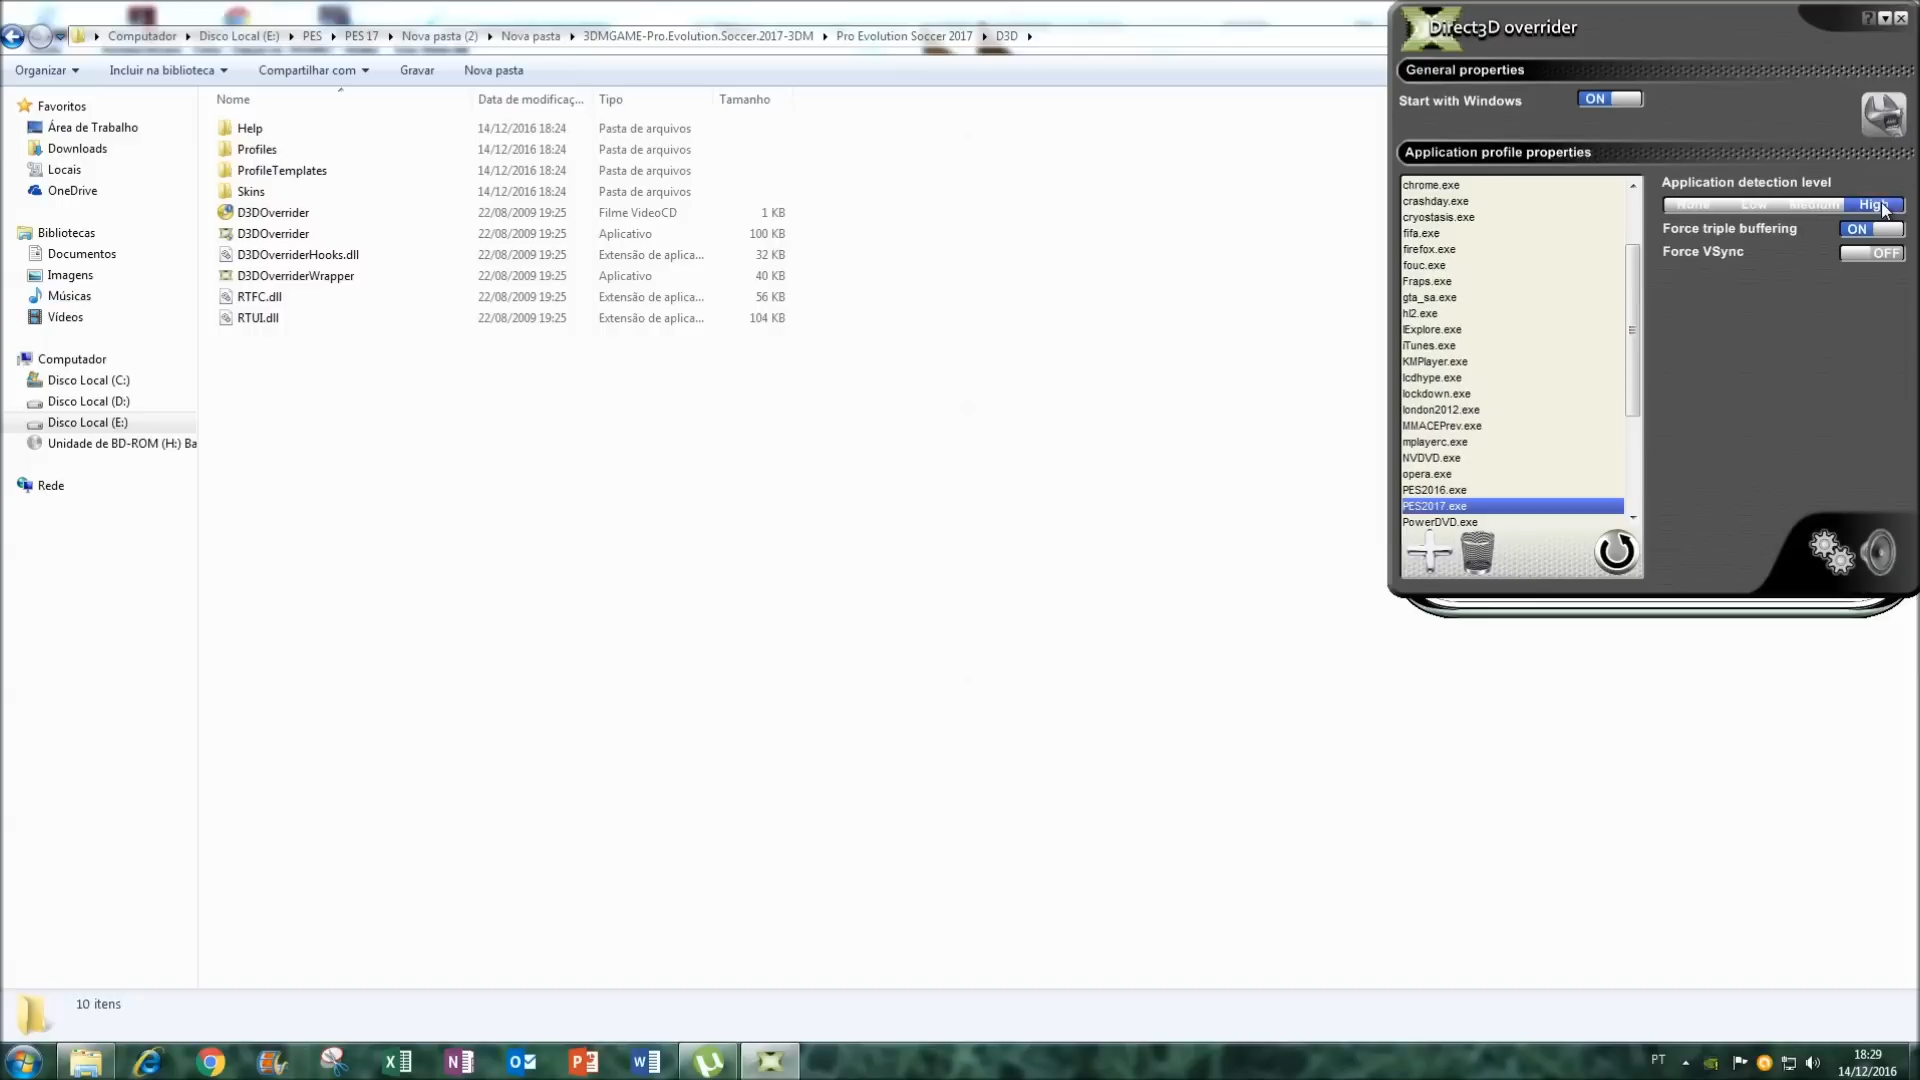 Computador Disco Local (E:) PES PES 17 Nova pasta (2) Nova pasta 3DMGAME-Pro.Evolution.Soccer.2017-3DM Pro Evolution Soccer 2017 D3D
Organizar Incluir na biblioteca Compartilhar com Gravar Nova pasta
Favoritos
Área de Trabalho
Downloads
Locais
OneDrive
Bibliotecas
Documentos
Imagens
Músicas
Vídeos
Computador
Disco Local (C:)
Disco Local (D:)
Disco Local (E:)
Unidade de BD-ROM (H:) Ba
Rede
Nome Data de modificaç... Tipo Tamanho
Help 14/12/2016 18:24 Pasta de arquivos
Profiles 14/12/2016 18:24 Pasta de arquivos
ProfileTemplates 14/12/2016 18:24 Pasta de arquivos
Skins 14/12/2016 18:24 Pasta de arquivos
D3DOverrider 22/08/2009 19:25 Filme VideoCD 1 KB
D3DOverrider 22/08/2009 19:25 Aplicativo 100 KB
D3DOverriderHooks.dll 22/08/2009 19:25 Extensão de aplica... 32 KB
D3DOverriderWrapper 22/08/2009 19:25 Aplicativo 40 KB
RTFC.dll 22/08/2009 19:25 Extensão de aplica... 56 KB
RTUI.dll 22/08/2009 19:25 Extensão de aplica... 104 KB
Direct3D overrider
General properties
Start with Windows ON
Application profile properties
chrome.exe
crashday.exe
cryostasis.exe
fifa.exe
firefox.exe
fouc.exe
Fraps.exe
gta_sa.exe
hl2.exe
IExplore.exe
iTunes.exe
KMPlayer.exe
lcdhype.exe
lockdown.exe
london2012.exe
MMACEPrev.exe
mplayerc.exe
NVDVD.exe
opera.exe
PES2016.exe
PES2017.exe
PowerDVD.exe
Application detection level
None Low Medium High
Force triple buffering ON
Force VSync OFF
10 itens
PT
18:29
14/12/2016